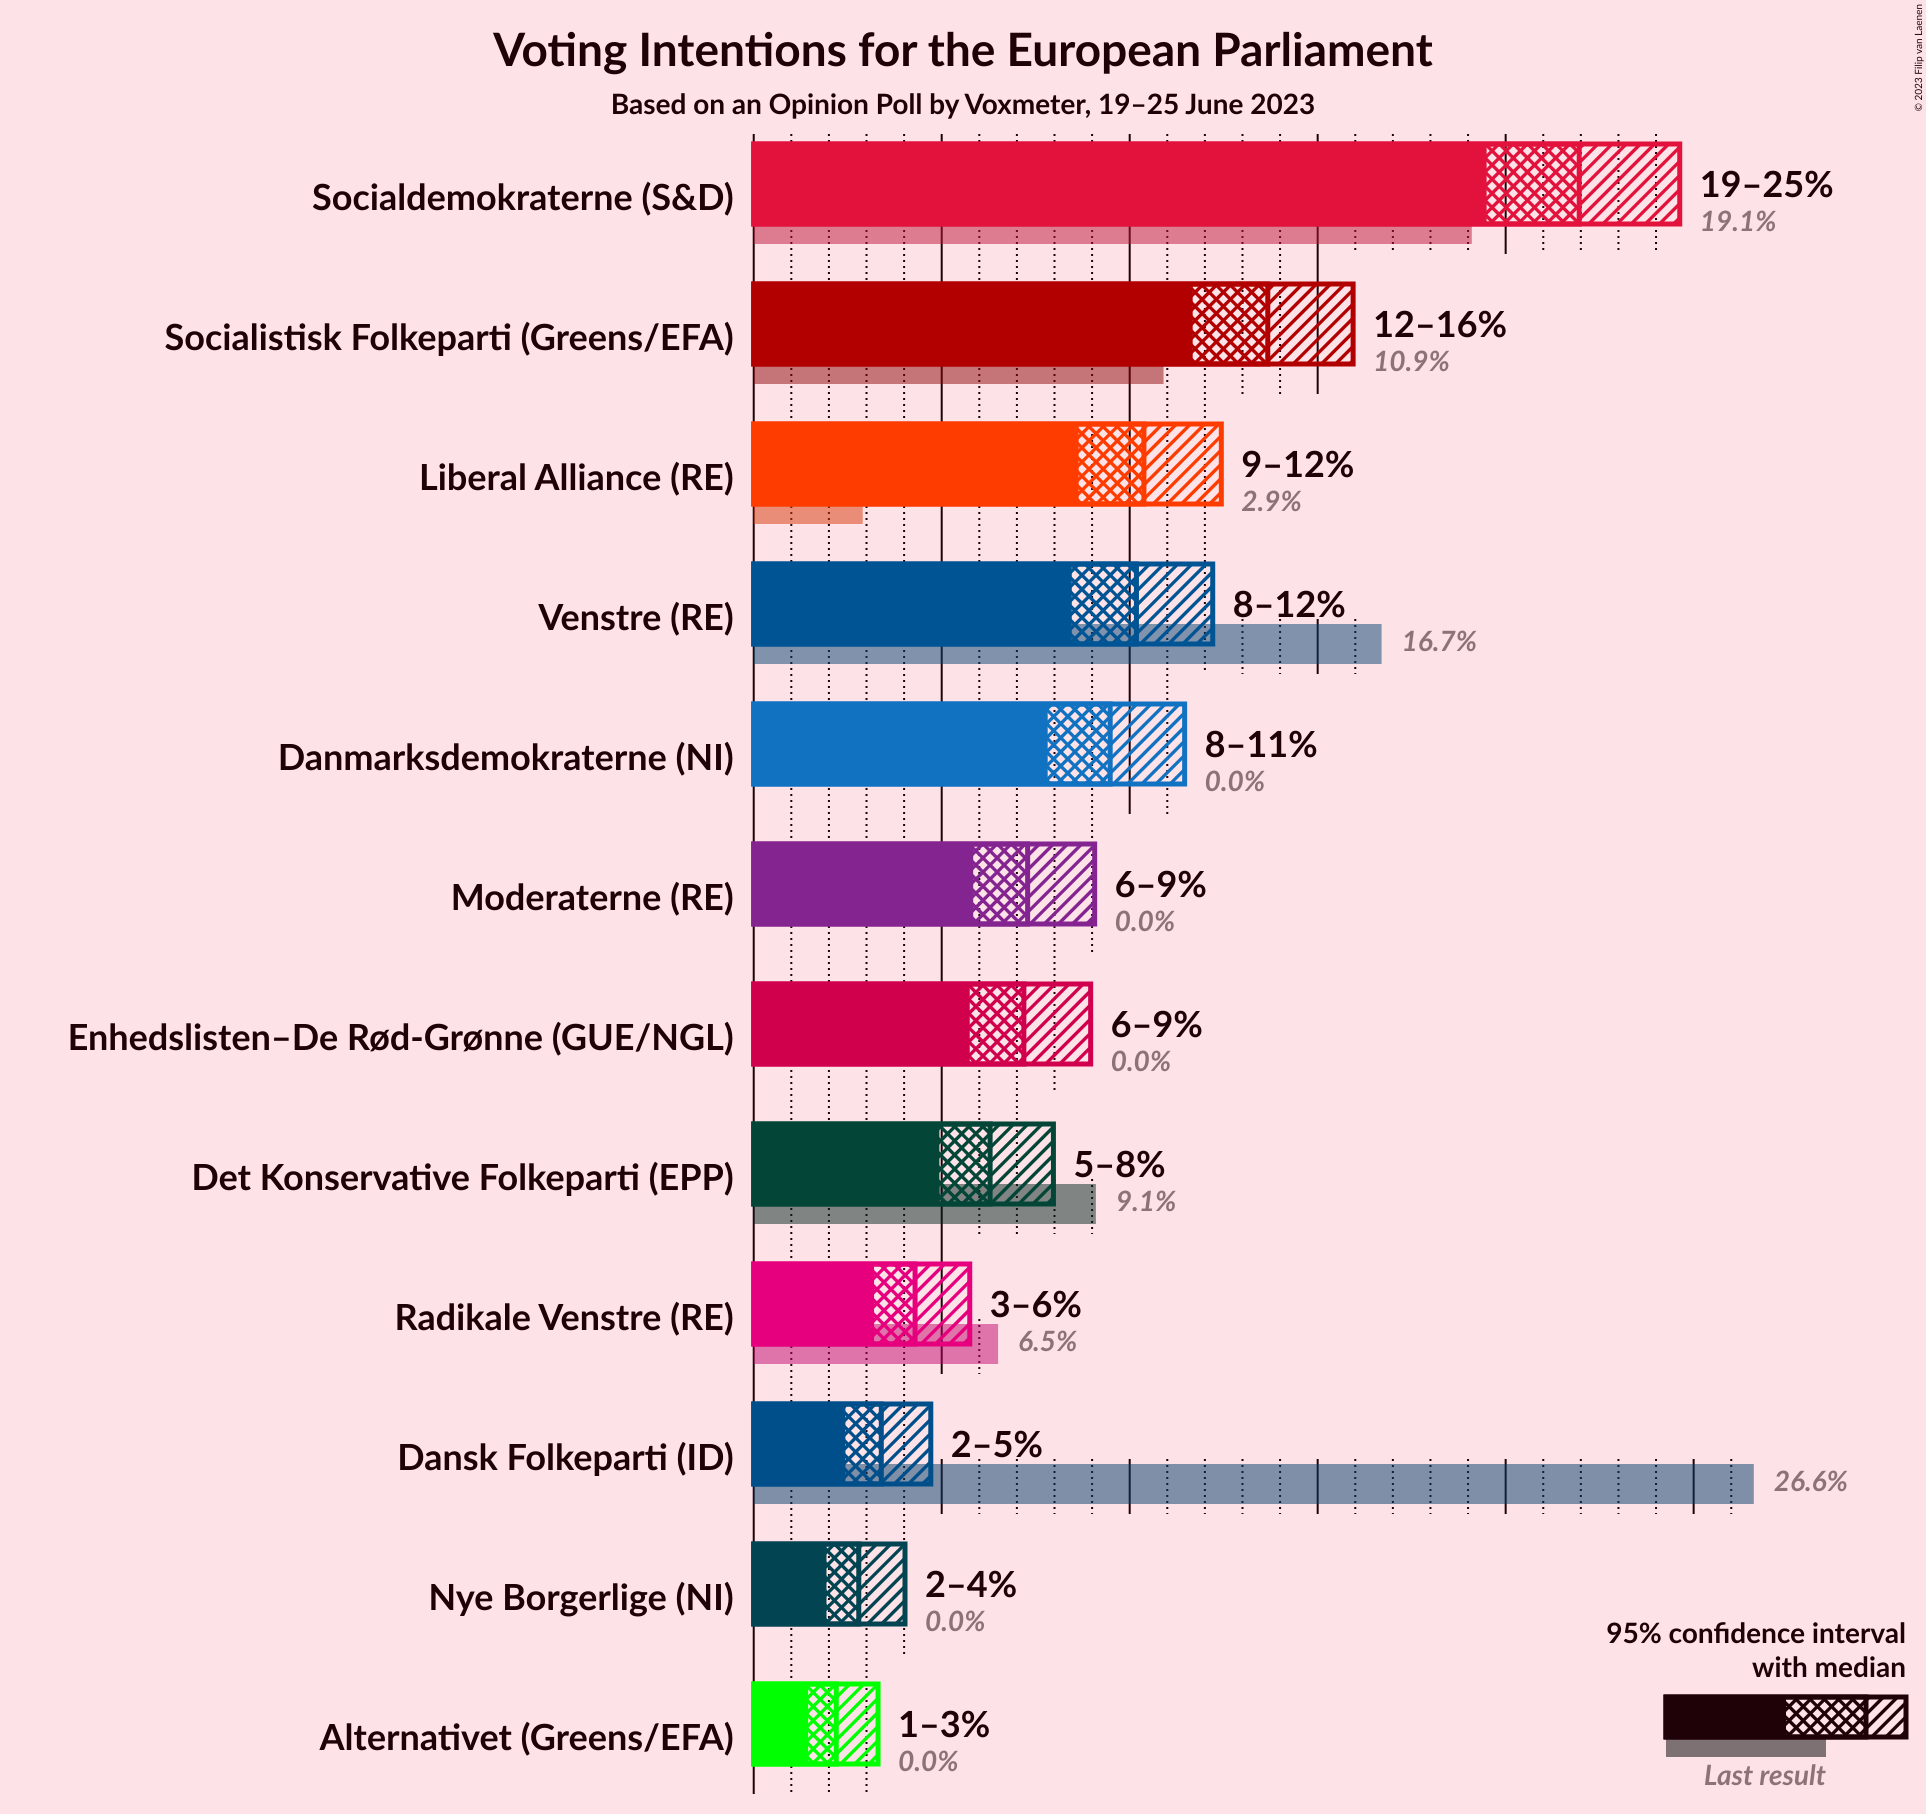 Voting Intentions for the European Parliament
Based on an Opinion Poll by Voxmeter, 19–25 June 2023
© 2023 Filip van Laenen
Socialdemokraterne (S&D)
19–25%
19.1%
Socialistisk Folkeparti (Greens/EFA)
12–16%
10.9%
Liberal Alliance (RE)
9–12%
2.9%
Venstre (RE)
8–12%
16.7%
Danmarksdemokraterne (NI)
8–11%
0.0%
Moderaterne (RE)
6–9%
0.0%
Enhedslisten–De Rød-Grønne (GUE/NGL)
6–9%
0.0%
Det Konservative Folkeparti (EPP)
5–8%
9.1%
Radikale Venstre (RE)
3–6%
6.5%
Dansk Folkeparti (ID)
2–5%
26.6%
Nye Borgerlige (NI)
2–4%
0.0%
Alternativet (Greens/EFA)
1–3%
0.0%
95% confidence interval
with median
Last result